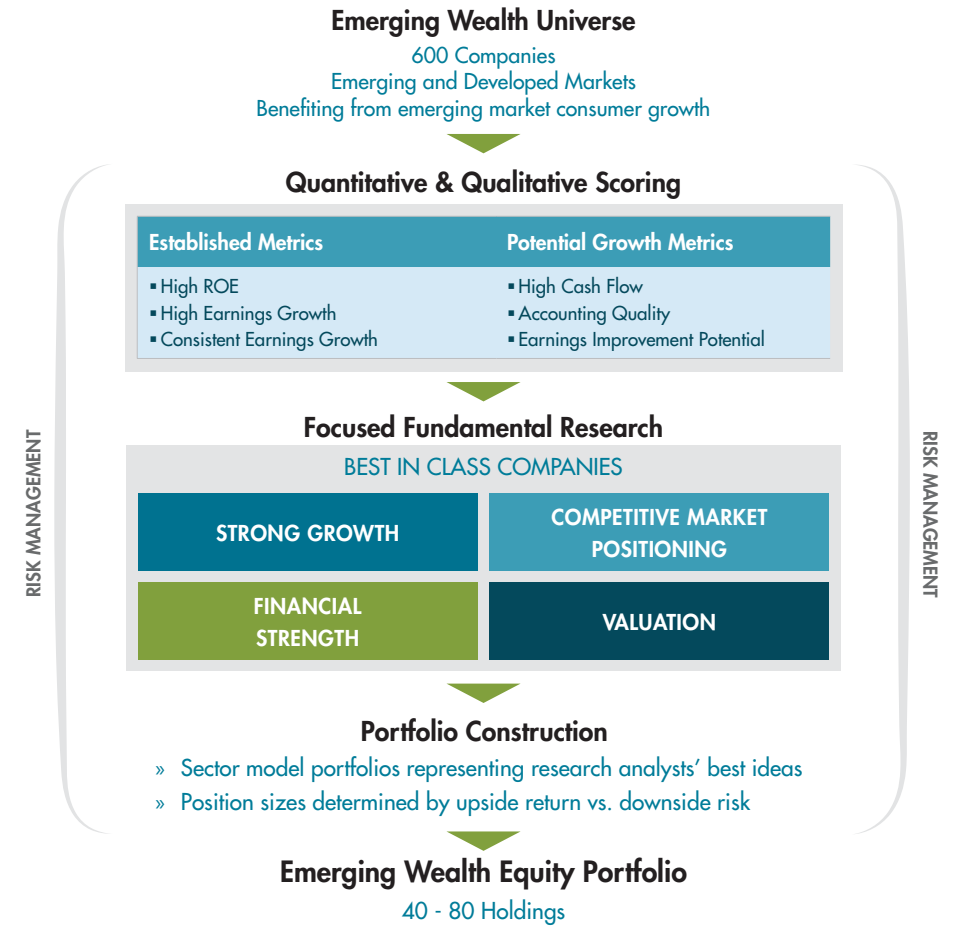 Emerging Wealth Universe
600 Companies
Emerging and Developed Markets
Benefiting from emerging market consumer growth
Quantitative & Qualitative Scoring
Established Metrics
▪ High ROE
▪ High Earnings Growth
▪ Consistent Earnings Growth
Potential Growth Metrics
▪ High Cash Flow
▪ Accounting Quality
▪ Earnings Improvement Potential
RISK MANAGEMENT
RISK MANAGEMENT
Focused Fundamental Research
BEST IN CLASS COMPANIES
STRONG GROWTH
COMPETITIVE MARKET
POSITIONING
FINANCIAL
STRENGTH
VALUATION
Portfolio Construction
» Sector model portfolios representing research analysts’ best ideas
» Position sizes determined by upside return vs. downside risk
Emerging Wealth Equity Portfolio
40 - 80 Holdings